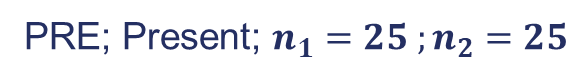 PRE; Present; n₁ = 25 ; n₂ = 25